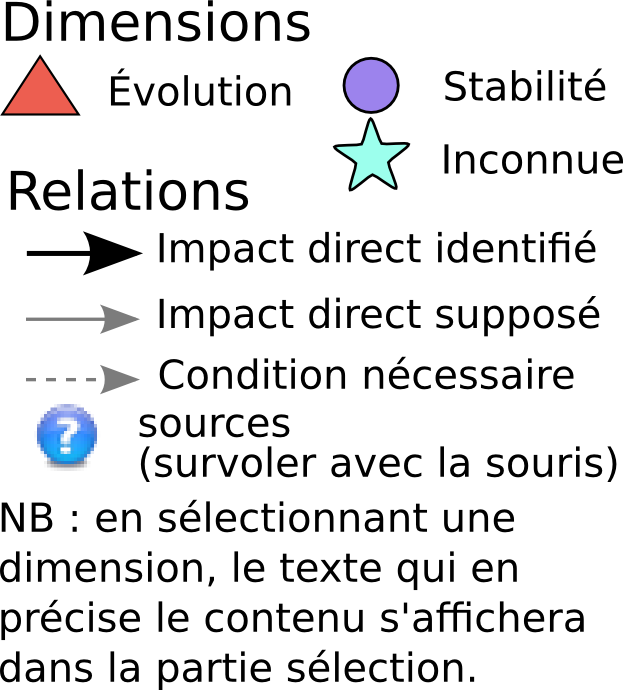 Dimensions
Évolution
Stabilité
Inconnue
Relations
Impact direct identifié
Impact direct supposé
Condition nécessaire
?
sources
(survoler avec la souris)
NB : en sélectionnant une
dimension, le texte qui en
précise le contenu s'affichera
dans la partie sélection.